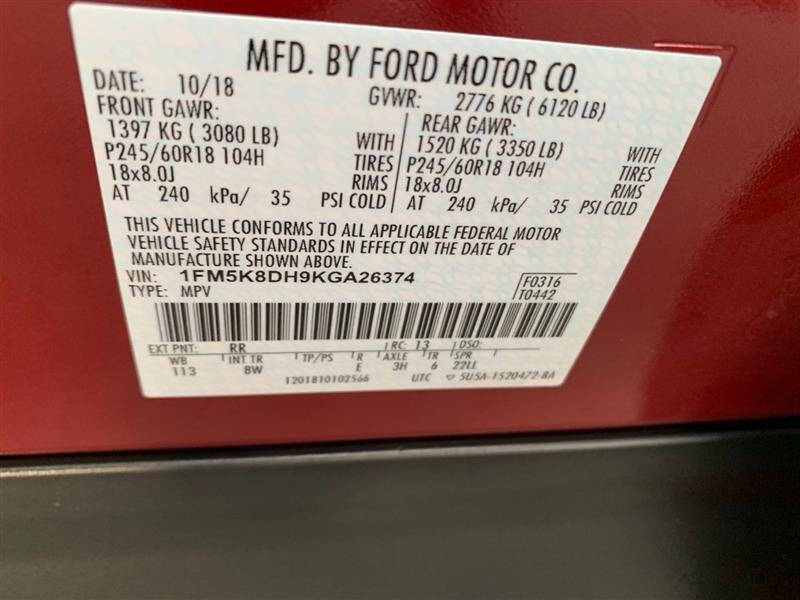 MFD. BY FORD MOTOR CO.
DATE: 10/18 GVWR: 2776 KG ( 6120 LB)
FRONT GAWR: REAR GAWR:
1397 KG ( 3080 LB) WITH 1520 KG ( 3350 LB) WITH
P245/60R18 104H TIRES P245/60R18 104H TIRES
18x8.0J RIMS 18x8.0J RIMS
AT 240 kPa/ 35 PSI COLD AT 240 kPa/ 35 PSI COLD
THIS VEHICLE CONFORMS TO ALL APPLICABLE FEDERAL MOTOR
VEHICLE SAFETY STANDARDS IN EFFECT ON THE DATE OF
MANUFACTURE SHOWN ABOVE.
VIN: 1FM5K8DH9KGA26374 F0316
TYPE: MPV T0442
EXT PNT: RR RC: 13 DSO:
WB INT TR TP/PS R AXLE TR SPR
113 8W E 3H 6 22LL
1201810102566 UTC ▽ 5U5A-1520472-BA